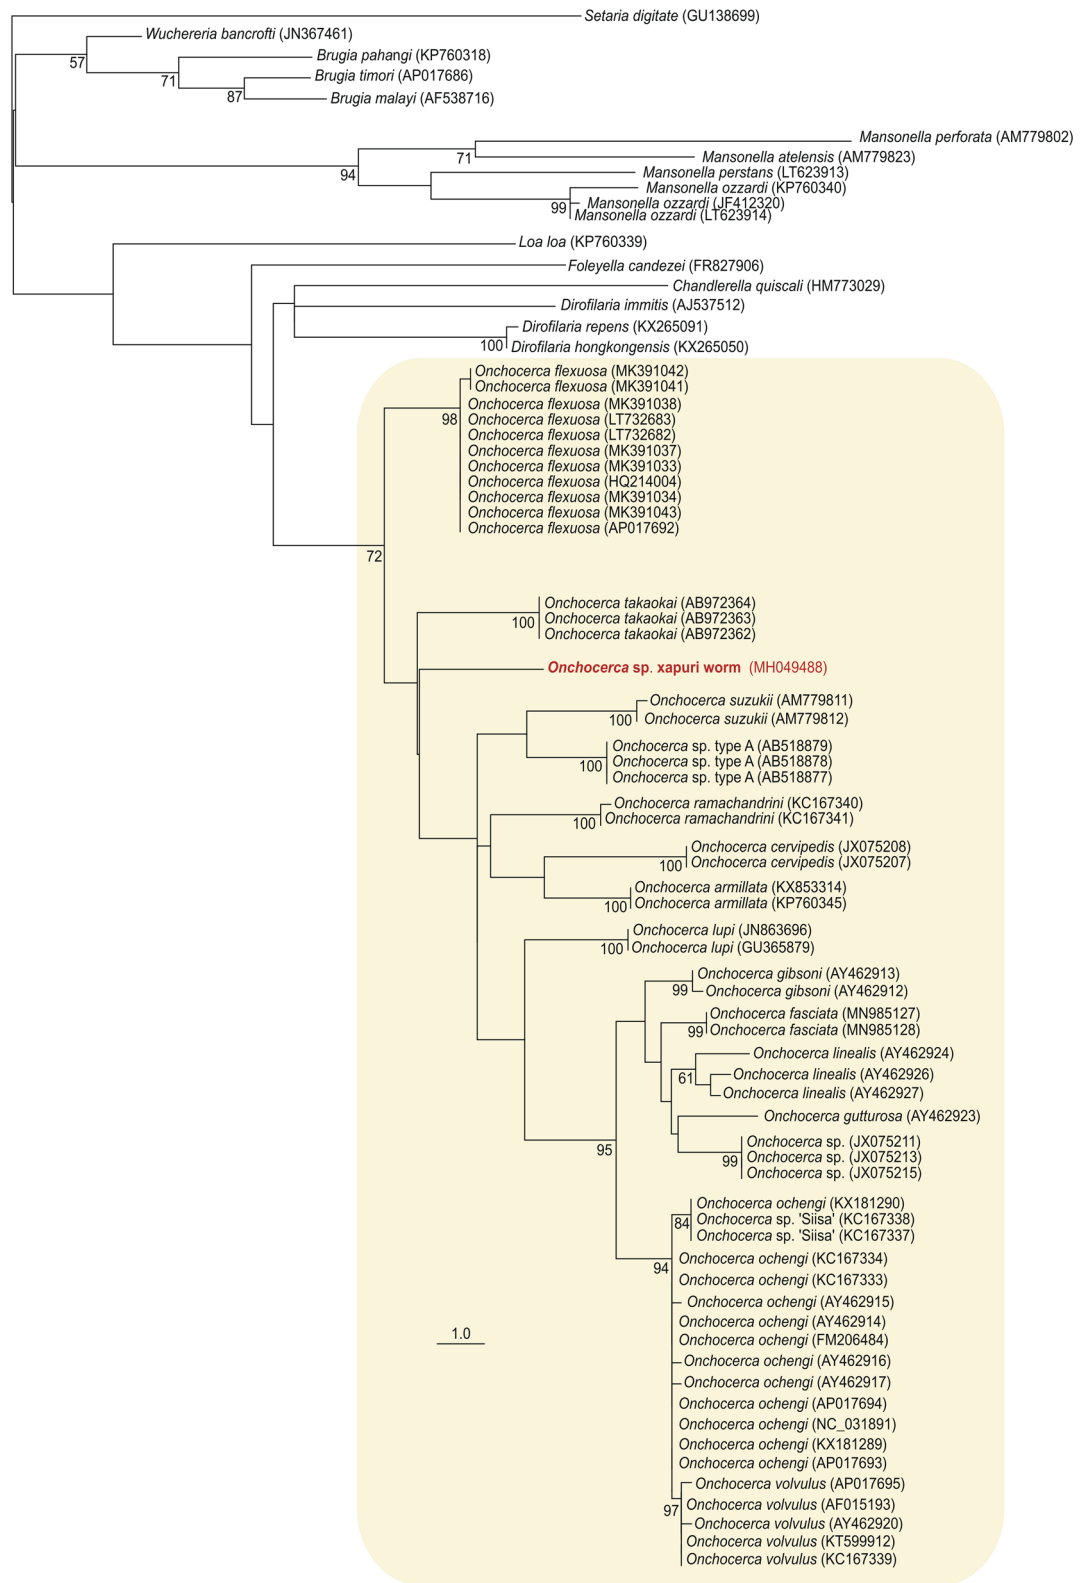 Setaria digitate (GU138699)
Wuchereria bancrofti (JN367461)
57
Brugia pahangi (KP760318)
71
Brugia timori (AP017686)
87
Brugia malayi (AF538716)
Mansonella perforata (AM779802)
71
Mansonella atelensis (AM779823)
94
Mansonella perstans (LT623913)
Mansonella ozzardi (KP760340)
99
Mansonella ozzardi (JF412320)
Mansonella ozzardi (LT623914)
Loa loa (KP760339)
Foleyella candezei (FR827906)
Chandlerella quiscali (HM773029)
Dirofilaria immitis (AJ537512)
Dirofilaria repens (KX265091)
100
Dirofilaria hongkongensis (KX265050)
Onchocerca flexuosa (MK391042)
Onchocerca flexuosa (MK391041)
Onchocerca flexuosa (MK391038)
98
Onchocerca flexuosa (LT732683)
Onchocerca flexuosa (LT732682)
Onchocerca flexuosa (MK391037)
Onchocerca flexuosa (MK391033)
Onchocerca flexuosa (HQ214004)
Onchocerca flexuosa (MK391034)
Onchocerca flexuosa (MK391043)
Onchocerca flexuosa (AP017692)
72
Onchocerca takaokai (AB972364)
100
Onchocerca takaokai (AB972363)
Onchocerca takaokai (AB972362)
Onchocerca sp. xapuri worm (MH049488)
Onchocerca suzukii (AM779811)
100
Onchocerca suzukii (AM779812)
Onchocerca sp. type A (AB518879)
100
Onchocerca sp. type A (AB518878)
Onchocerca sp. type A (AB518877)
Onchocerca ramachandrini (KC167340)
100
Onchocerca ramachandrini (KC167341)
Onchocerca cervipedis (JX075208)
100
Onchocerca cervipedis (JX075207)
Onchocerca armillata (KX853314)
100
Onchocerca armillata (KP760345)
Onchocerca lupi (JN863696)
100
Onchocerca lupi (GU365879)
Onchocerca gibsoni (AY462913)
99
Onchocerca gibsoni (AY462912)
Onchocerca fasciata (MN985127)
99
Onchocerca fasciata (MN985128)
Onchocerca linealis (AY462924)
61
Onchocerca linealis (AY462926)
Onchocerca linealis (AY462927)
Onchocerca gutturosa (AY462923)
95
Onchocerca sp. (JX075211)
99
Onchocerca sp. (JX075213)
Onchocerca sp. (JX075215)
Onchocerca ochengi (KX181290)
84
Onchocerca sp. 'Siisa' (KC167338)
Onchocerca sp. 'Siisa' (KC167337)
94
Onchocerca ochengi (KC167334)
Onchocerca ochengi (KC167333)
Onchocerca ochengi (AY462915)
Onchocerca ochengi (AY462914)
1.0
Onchocerca ochengi (FM206484)
Onchocerca ochengi (AY462916)
Onchocerca ochengi (AY462917)
Onchocerca ochengi (AP017694)
Onchocerca ochengi (NC_031891)
Onchocerca ochengi (KX181289)
Onchocerca ochengi (AP017693)
Onchocerca volvulus (AP017695)
97
Onchocerca volvulus (AF015193)
Onchocerca volvulus (AY462920)
Onchocerca volvulus (KT599912)
Onchocerca volvulus (KC167339)